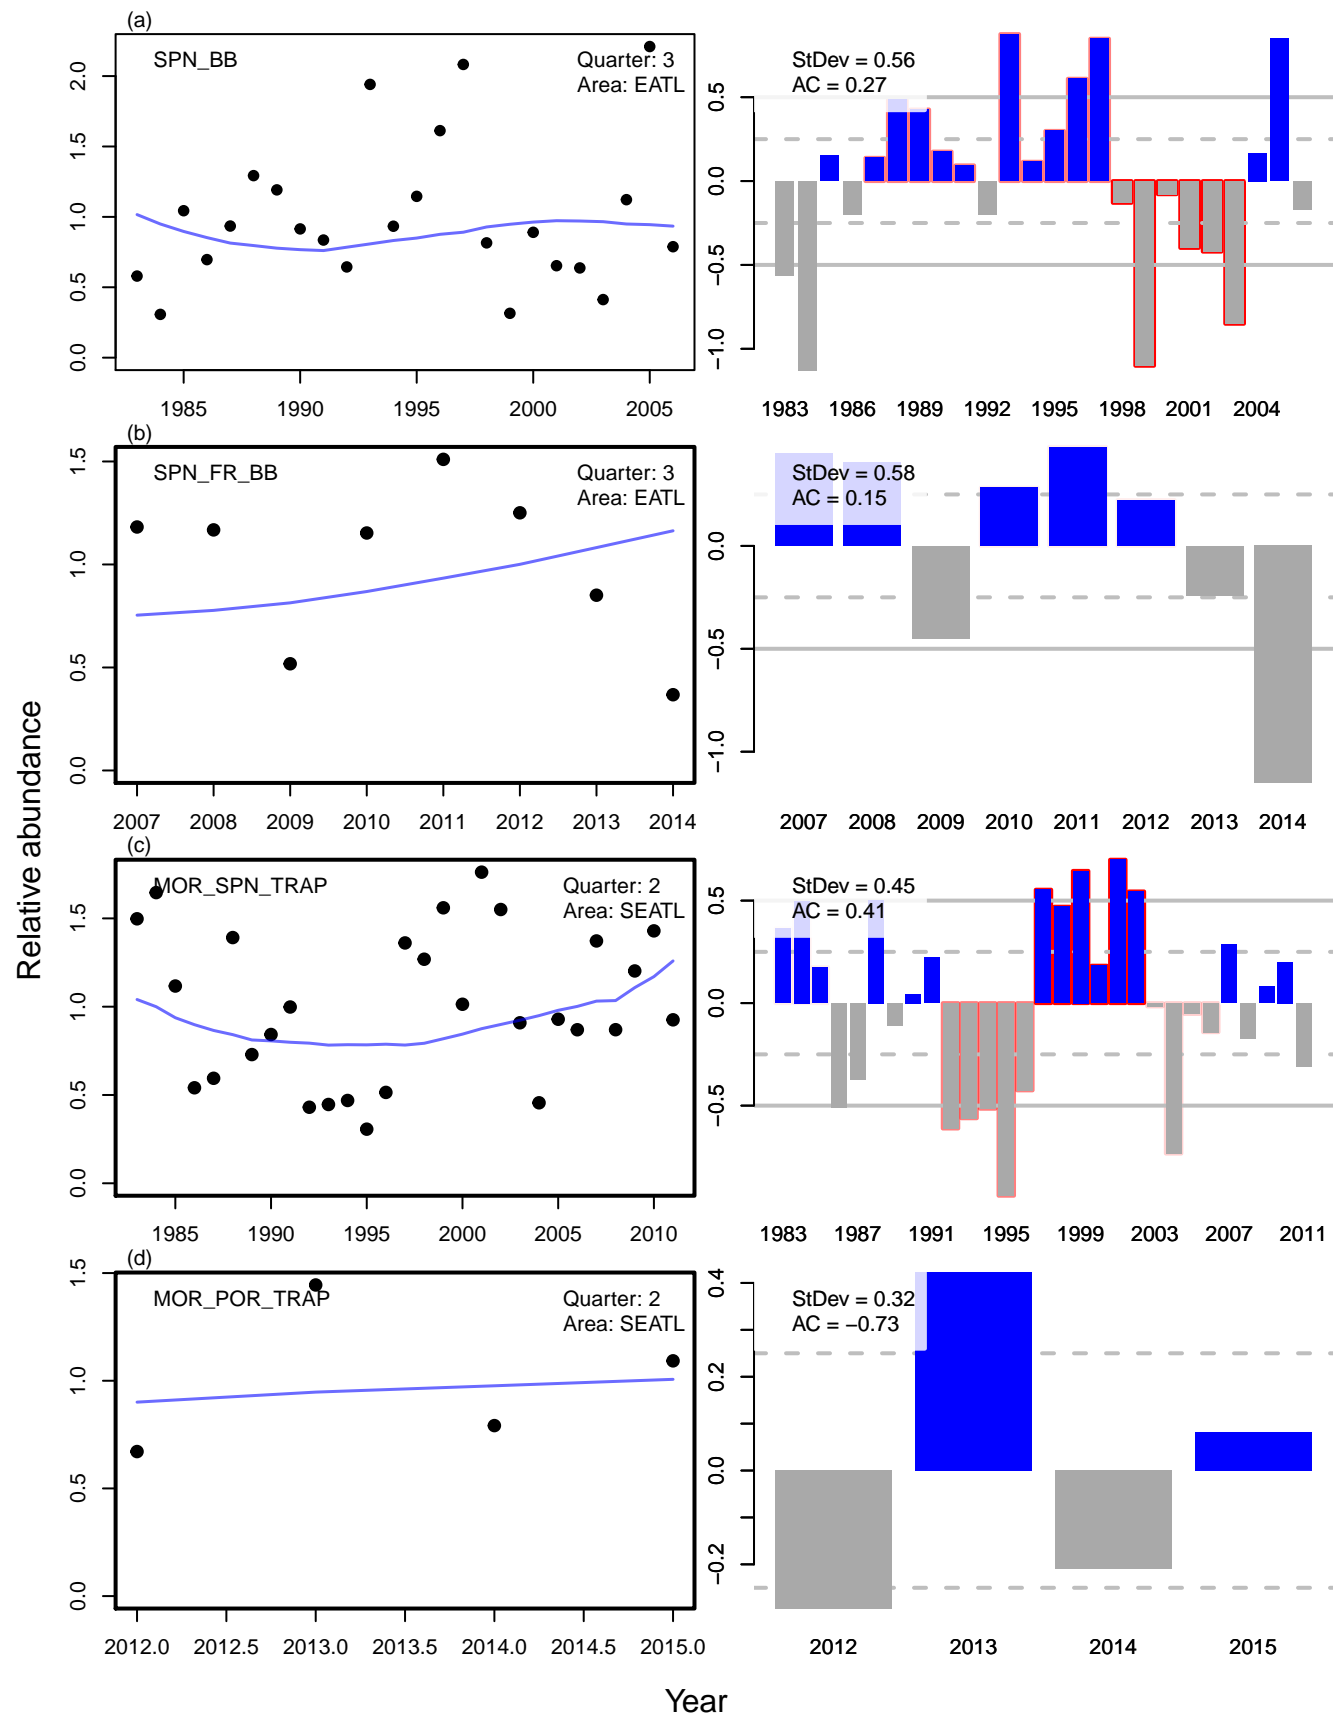 (a)
SPN_BB
Quarter: 3
Area: EATL
0.0 0.5 1.0 1.5 2.0
1985 1990 1995 2000 2005
StDev = 0.56
AC = 0.27
−1.0 −0.5 0.0 0.5
1983 1986 1989 1992 1995 1998 2001 2004
(b)
SPN_FR_BB
Quarter: 3
Area: EATL
0.0 0.5 1.0 1.5
2007 2008 2009 2010 2011 2012 2013 2014
StDev = 0.58
AC = 0.15
−1.0 −0.5 0.0
2007 2008 2009 2010 2011 2012 2013 2014
(c)
MOR_SPN_TRAP
Quarter: 2
Area: SEATL
0.0 0.5 1.0 1.5
1985 1990 1995 2000 2005 2010
StDev = 0.45
AC = 0.41
−0.5 0.0 0.5
1983 1987 1991 1995 1999 2003 2007 2011
(d)
MOR_POR_TRAP
Quarter: 2
Area: SEATL
0.0 0.5 1.0 1.5
2012.0 2012.5 2013.0 2013.5 2014.0 2014.5 2015.0
StDev = 0.32
AC = −0.73
−0.2 0.0 0.2 0.4
2012 2013 2014 2015
Relative abundance
Year